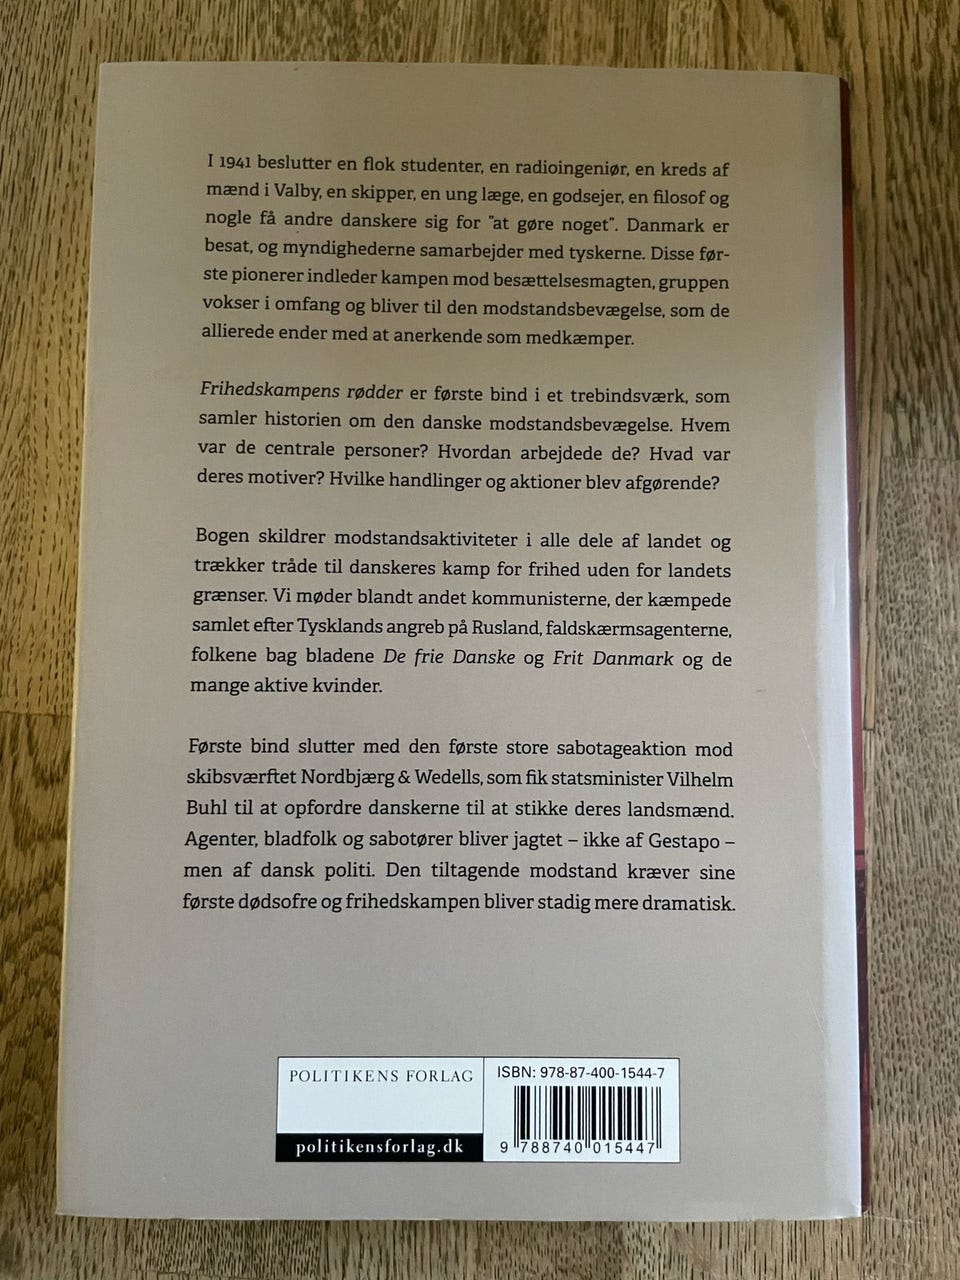 I 1941 beslutter en flok studenter, en radioingeniør, en kreds af
mænd i Valby, en skipper, en ung læge, en godsejer, en filosof og
nogle få andre danskere sig for "at gøre noget". Danmark er
besat, og myndighederne samarbejder med tyskerne. Disse før-
ste pionerer indleder kampen mod besættelsesmagten, gruppen
vokser i omfang og bliver til den modstandsbevægelse, som de
allierede ender med at anerkende som medkæmper.
Frihedskampens rødder er første bind i et trebindsværk, som
samler historien om den danske modstandsbevægelse. Hvem
var de centrale personer? Hvordan arbejdede de? Hvad var
deres motiver? Hvilke handlinger og aktioner blev afgørende?
Bogen skildrer modstandsaktiviteter i alle dele af landet og
trækker tråde til danskeres kamp for frihed uden for landets
grænser. Vi møder blandt andet kommunisterne, der kæmpede
samlet efter Tysklands angreb på Rusland, faldskærmsagenterne,
folkene bag bladene De frie Danske og Frit Danmark og de
mange aktive kvinder.
Første bind slutter med den første store sabotageaktion mod
skibsværftet Nordbjærg & Wedells, som fik statsminister Vilhelm
Buhl til at opfordre danskerne til at stikke deres landsmænd.
Agenter, bladfolk og sabotører bliver jagtet – ikke af Gestapo –
men af dansk politi. Den tiltagende modstand kræver sine
første dødsofre og frihedskampen bliver stadig mere dramatisk.
POLITIKENS FORLAG
politikensforlag.dk
ISBN: 978-87-400-1544-7
9 788740 015447